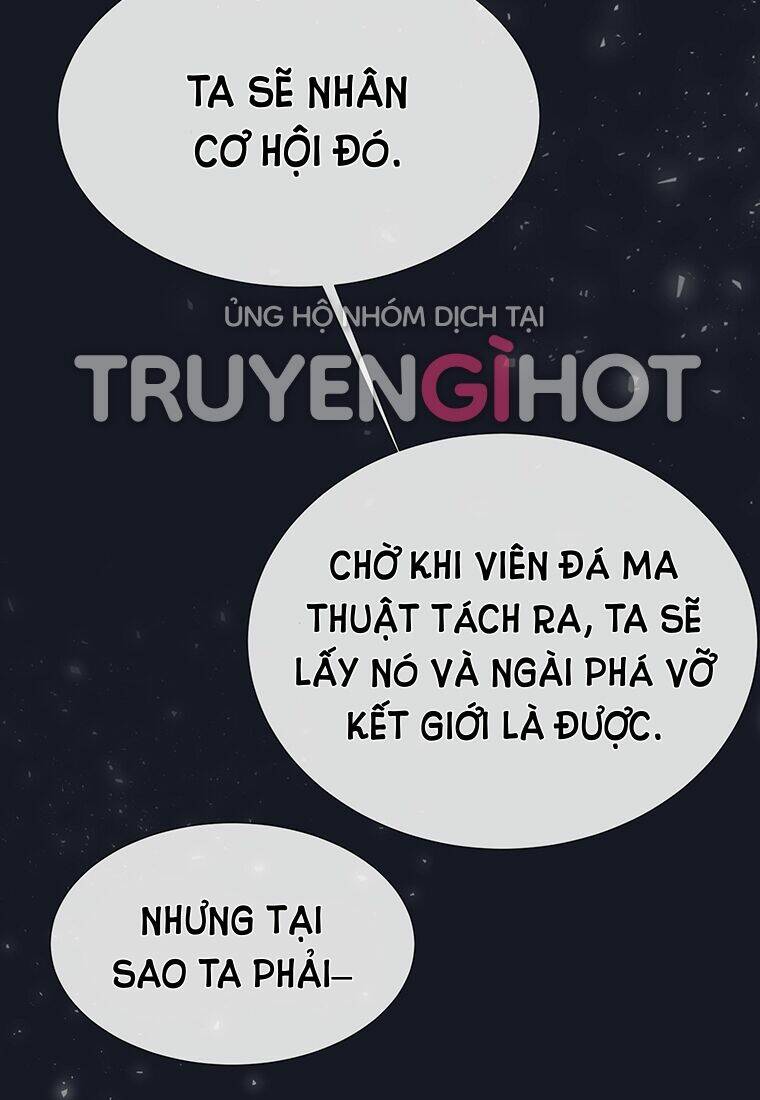 TA SẼ NHÂN
CƠ HỘI ĐÓ.
ỦNG HỘ NHÓM DỊCH TẠI
TRUYENGÌHOT
CHỜ KHI VIÊN ĐÁ MA
THUẬT TÁCH RA, TA SẼ
LẤY NÓ VÀ NGÀI PHÁ VỠ
KẾT GIỚI LÀ ĐƯỢC.
NHƯNG TẠI
SAO TA PHẢI–